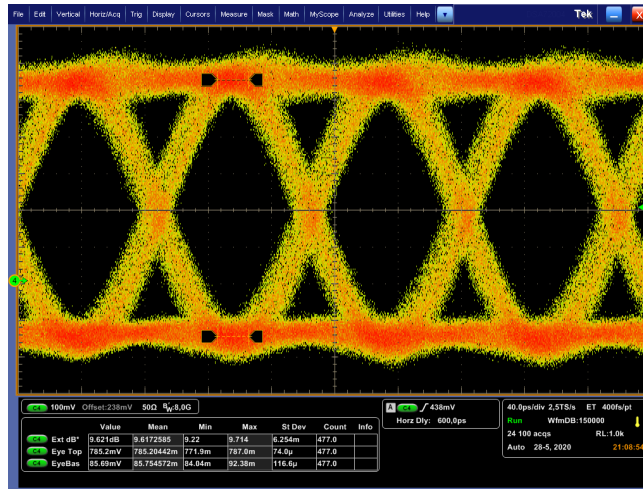 File Edit Vertical Horiz/Acq Trig Display Cursors Measure Mask Math MyScope Analyze Utilities Help Tek
C4 100mV Offset:238mV 50Ω BW:8,0G
Value Mean Min Max St Dev Count Info
C4 Ext dB* 9.621dB 9.6172585 9.22 9.714 6.254m 477.0
C4 Eye Top 785.2mV 785.20442m 771.9m 787.0m 74.0µ 477.0
C4 EyeBas 85.69mV 85.754572m 84.04m 92.38m 116.6µ 477.0
A C4 438mV
Horz Dly: 600,0ps
40.0ps/div 2,5TS/s ET 400fs/pt
Run WfmDB:150000
24 100 acqs RL:1.0k
Auto 28-5, 2020 21:08:54